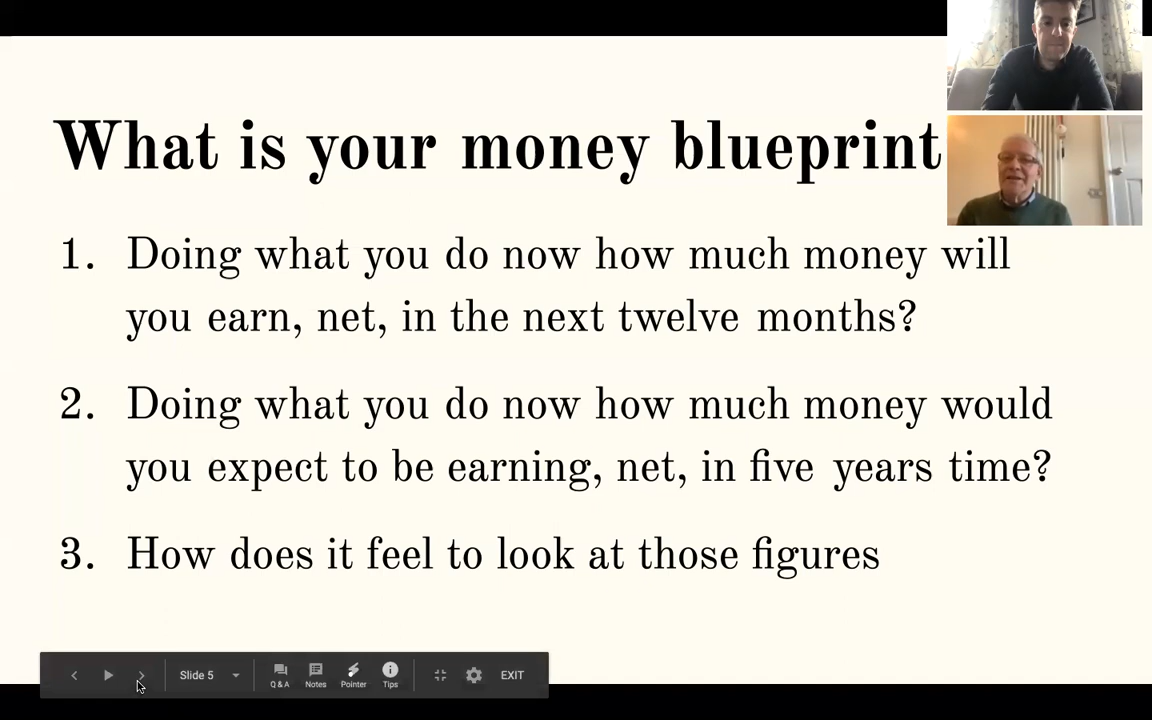 What is your money blueprint
1. Doing what you do now how much money will
you earn, net, in the next twelve months?
2. Doing what you do now how much money would
you expect to be earning, net, in five years time?
3. How does it feel to look at those figures
Slide 5
Q & A
Notes
Pointer
Tips
EXIT